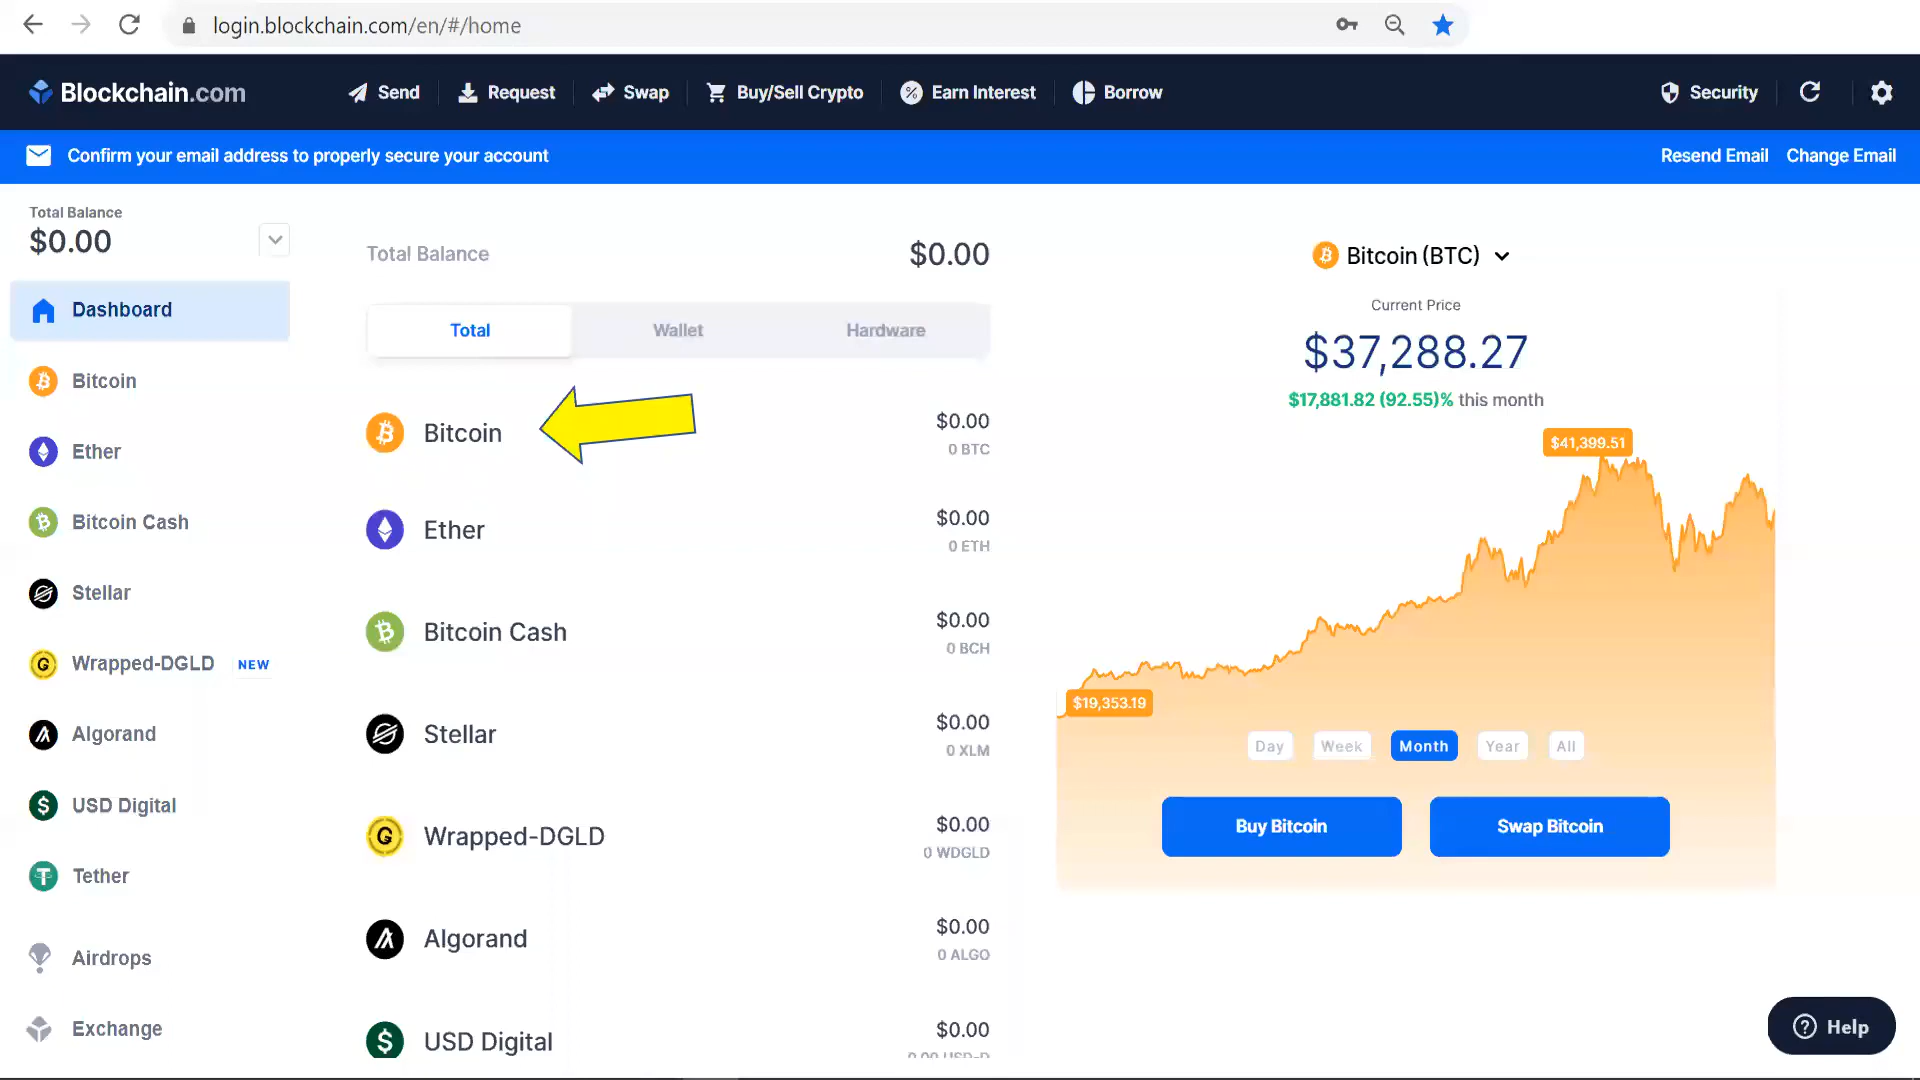 login.blockchain.com/en/#/home
Blockchain.com
Send
Request
Swap
Buy/Sell Crypto
Earn Interest
Borrow
Security
Confirm your email address to properly secure your account
Resend Email
Change Email
Total Balance
$0.00
Dashboard
Bitcoin
Ether
Bitcoin Cash
Stellar
Wrapped-DGLD NEW
Algorand
USD Digital
Tether
Airdrops
Exchange
Total Balance $0.00
Total
Wallet
Hardware
Bitcoin
$0.00
0 BTC
Ether
$0.00
0 ETH
Bitcoin Cash
$0.00
0 BCH
Stellar
$0.00
0 XLM
Wrapped-DGLD
$0.00
0 WDGLD
Algorand
$0.00
0 ALGO
USD Digital
$0.00
0.00 USD-D
Bitcoin (BTC)
Current Price
$37,288.27
$17,881.82 (92.55)% this month
$41,399.51
$19,353.19
Day
Week
Month
Year
All
Buy Bitcoin
Swap Bitcoin
Help